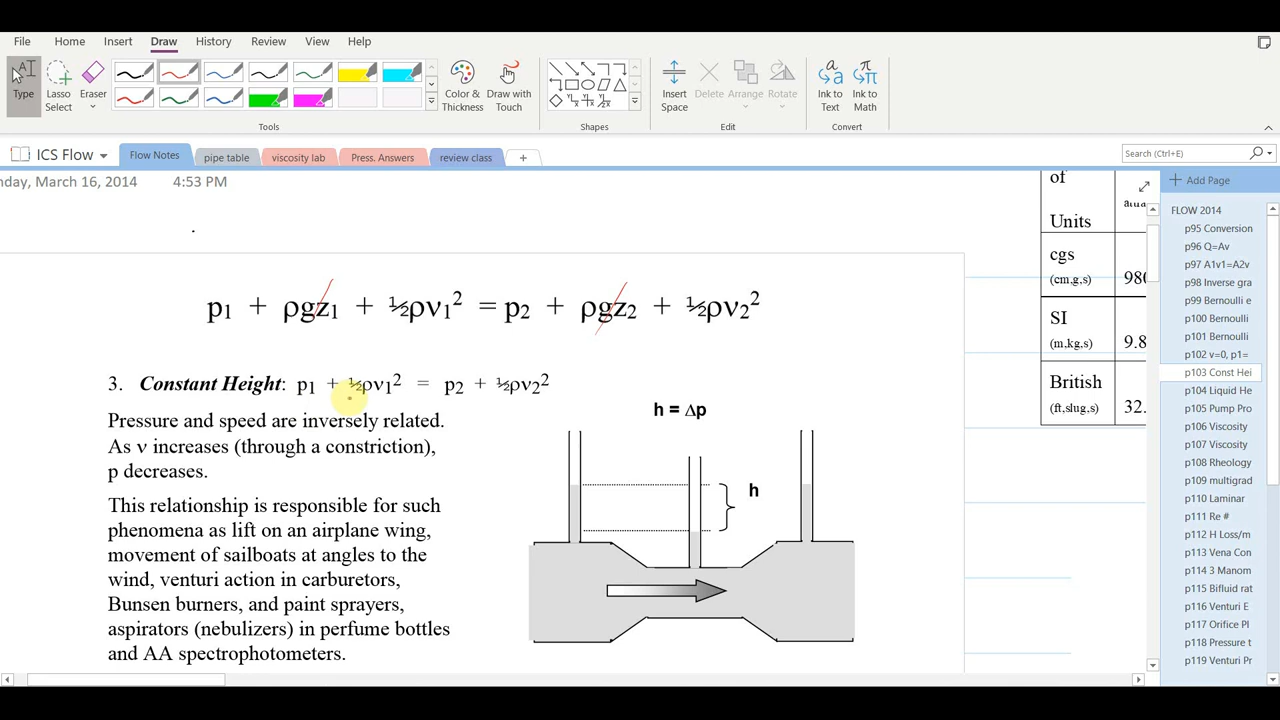 File Home Insert Draw History Review View Help
Type
Lasso Select
Eraser
Color & Thickness
Draw with Touch
Insert Space
Delete
Arrange
Rotate
Ink to Text
Ink to Math
Tools
Shapes
Edit
Convert
ICS Flow
Flow Notes
pipe table
viscosity lab
Press. Answers
review class
+
Search (Ctrl+E)
nday, March 16, 2014 4:53 PM
p₁ + ρgz₁ + ½ρν₁² = p₂ + ρgz₂ + ½ρν₂²
3. Constant Height: p₁ + ½ρν₁² = p₂ + ½ρν₂²
Pressure and speed are inversely related.
As ν increases (through a constriction),
p decreases.
This relationship is responsible for such
phenomena as lift on an airplane wing,
movement of sailboats at angles to the
wind, venturi action in carburetors,
Bunsen burners, and paint sprayers,
aspirators (nebulizers) in perfume bottles
and AA spectrophotometers.
h = Δp
h
of
Units
cgs
(cm,g,s)
980
SI
(m,kg,s)
9.8
British
(ft,slug,s)
32.
Add Page
FLOW 2014
p95 Conversion
p96 Q=Av
p97 A1v1=A2v
p98 Inverse gra
p99 Bernoulli e
p100 Bernoulli
p101 Bernoulli
p102 v=0, p1=
p103 Const Hei
p104 Liquid He
p105 Pump Pro
p106 Viscosity
p107 Viscosity
p108 Rheology
p109 multigrad
p110 Laminar
p111 Re #
p112 H Loss/m
p113 Vena Con
p114 3 Manom
p115 Bifluid rat
p116 Venturi E
p117 Orifice Pl
p118 Pressure t
p119 Venturi Pr